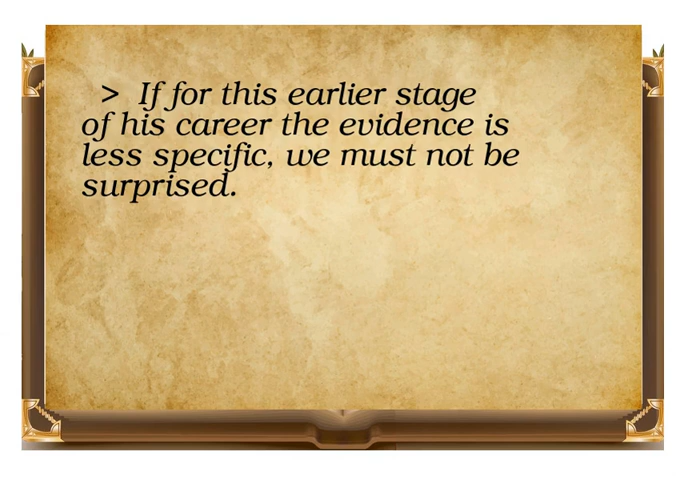 > If for this earlier stage
of his career the evidence is
less specific, we must not be
surprised.